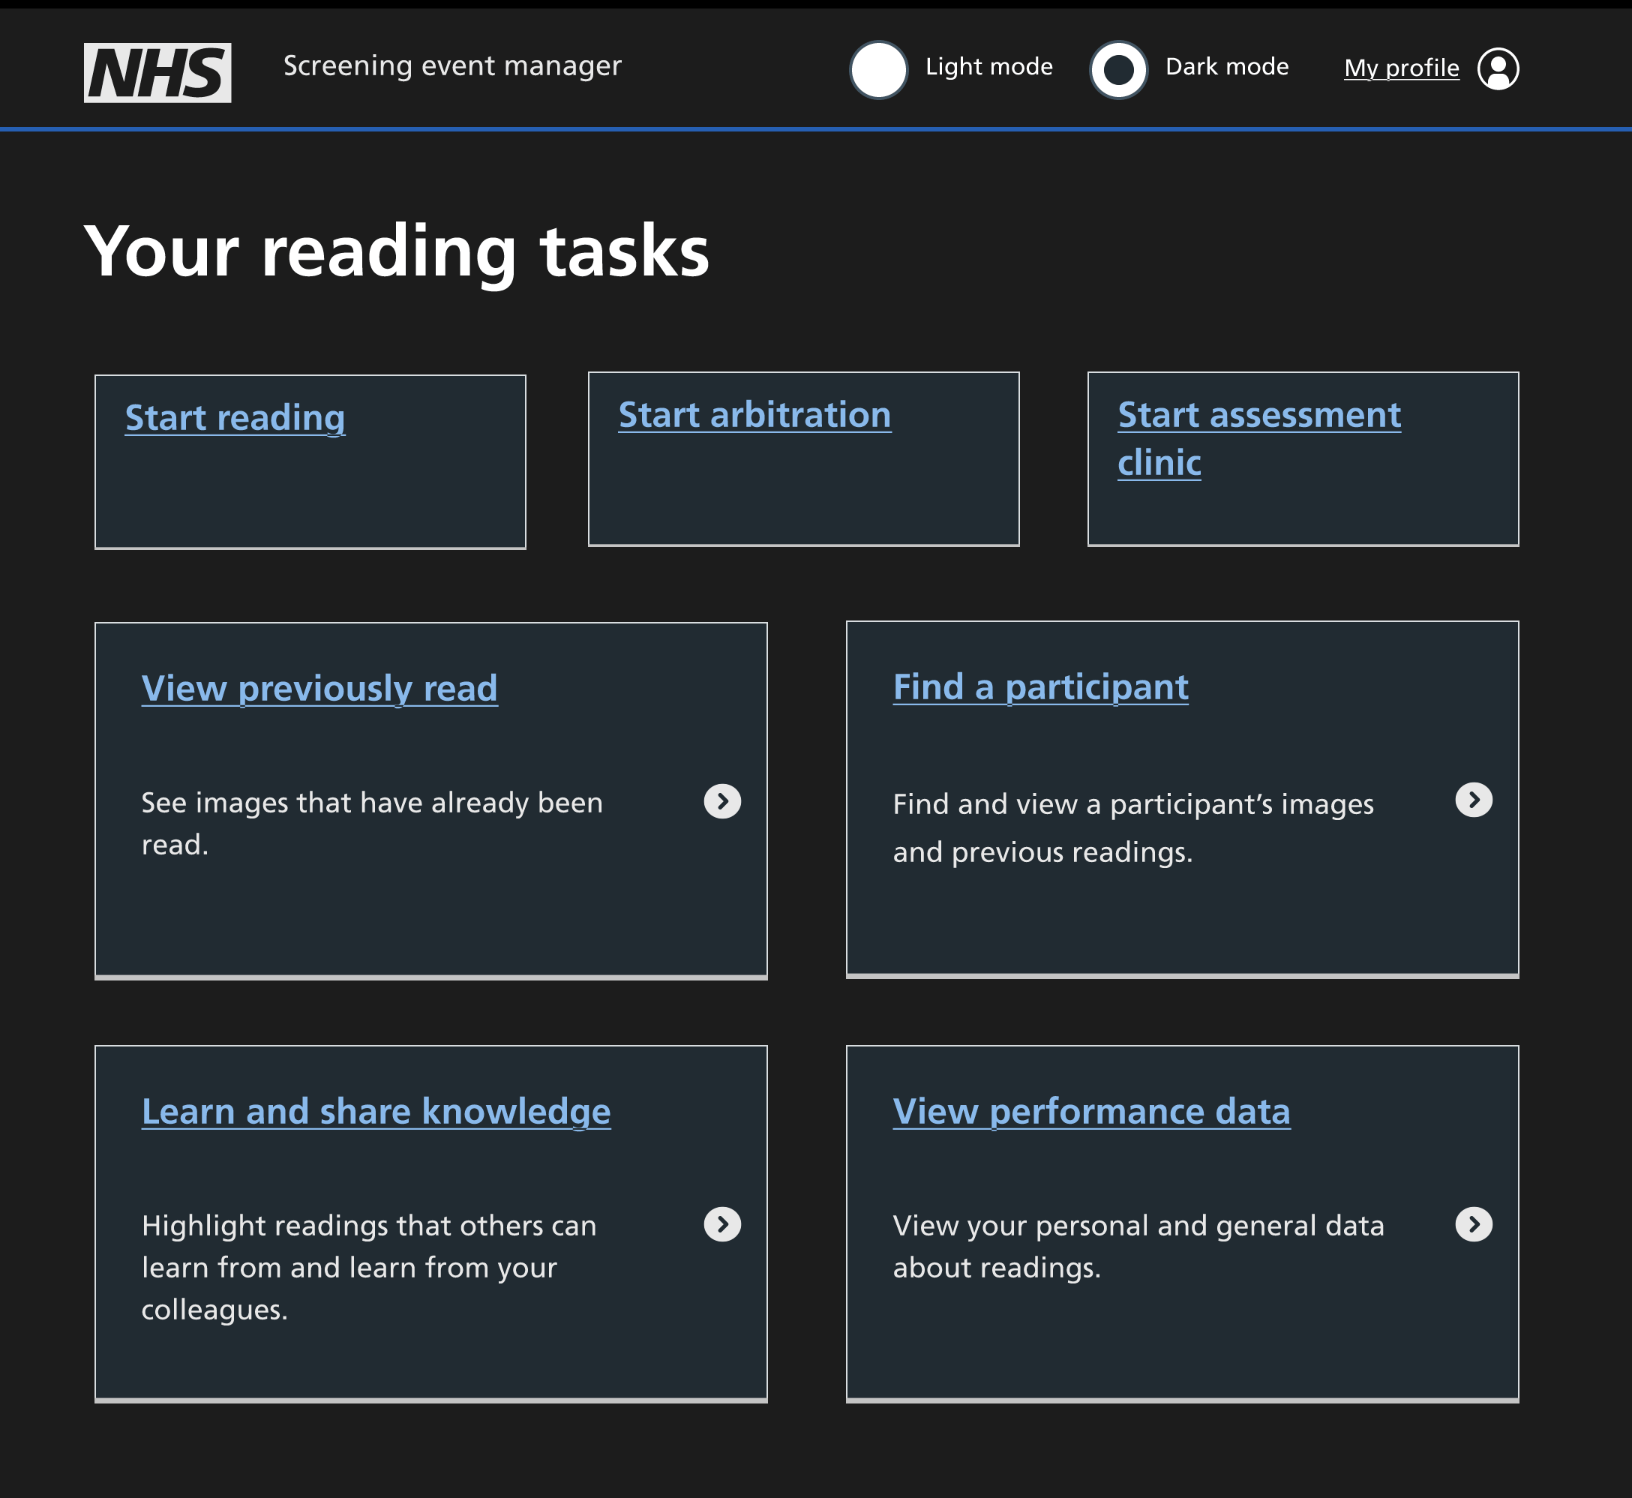 NHS
Screening event manager
Light mode
Dark mode
My profile
Your reading tasks
Start reading
Start arbitration
Start assessment
clinic
View previously read
See images that have already been
read.
Find a participant
Find and view a participant’s images
and previous readings.
Learn and share knowledge
Highlight readings that others can
learn from and learn from your
colleagues.
View performance data
View your personal and general data
about readings.